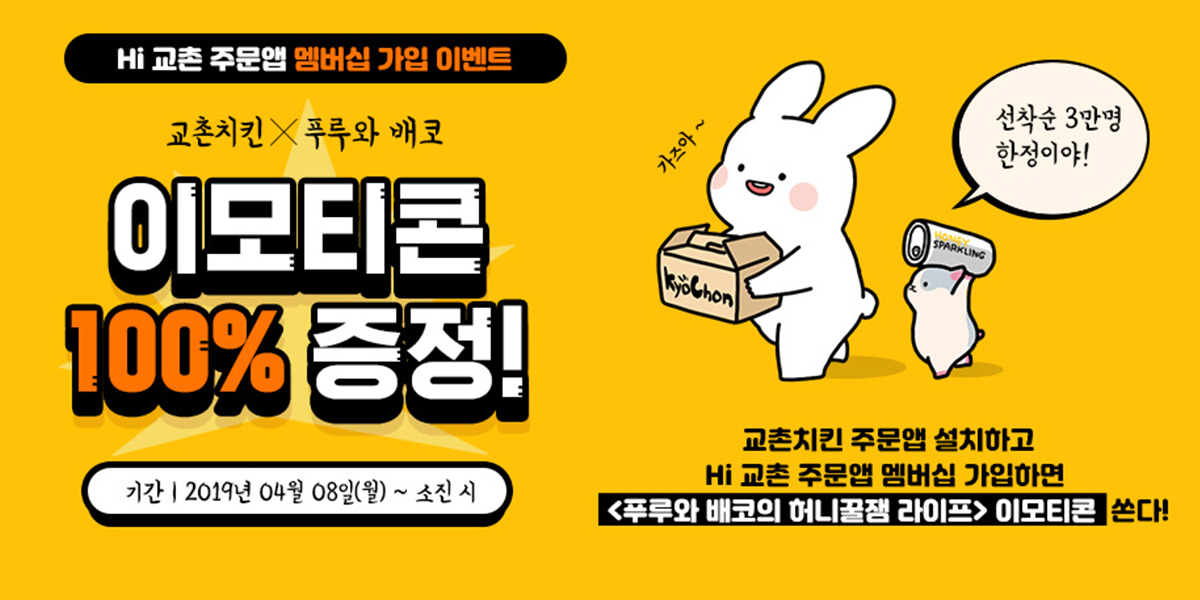 Hi 교촌 주문앱 멤버십 가입 이벤트
교촌치킨×푸루와 배코
이모티콘
100% 증정!
기간 | 2019년 04월 08일(월) ~ 소진 시
가즈아~
선착순 3만명
한정이야!
HONEY
SPARKLING
KyoChon
교촌치킨 주문앱 설치하고
Hi 교촌 주문앱 멤버십 가입하면
<푸루와 배코의 허니꿀잼 라이프> 이모티콘 쏜다!